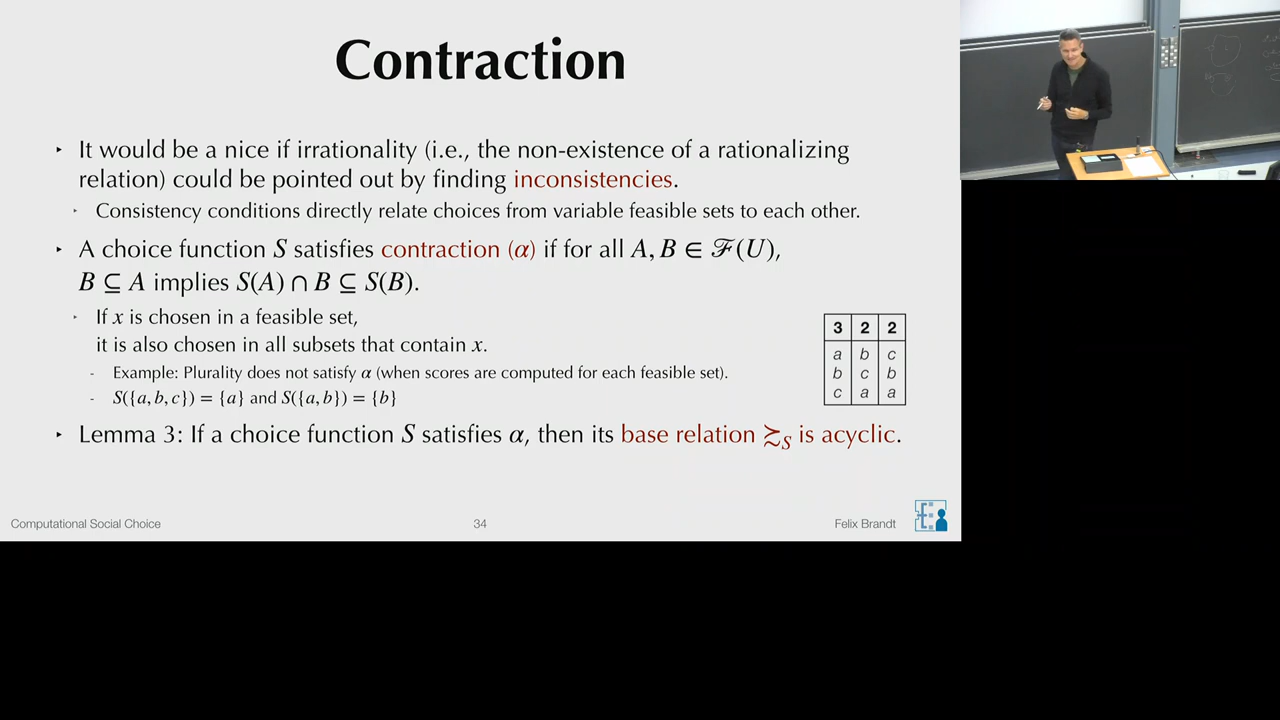 Contraction
‣ It would be a nice if irrationality (i.e., the non-existence of a rationalizing
relation) could be pointed out by finding inconsistencies.
‣ Consistency conditions directly relate choices from variable feasible sets to each other.
‣ A choice function S satisfies contraction (α) if for all A, B ∈ ℱ(U),
B ⊆ A implies S(A) ∩ B ⊆ S(B).
‣ If x is chosen in a feasible set,
it is also chosen in all subsets that contain x.
- Example: Plurality does not satisfy α (when scores are computed for each feasible set).
- S({a, b, c}) = {a} and S({a, b}) = {b}
3 2 2
a b c
b c b
c a a
‣ Lemma 3: If a choice function S satisfies α, then its base relation ≿S is acyclic.
Computational Social Choice
34
Felix Brandt